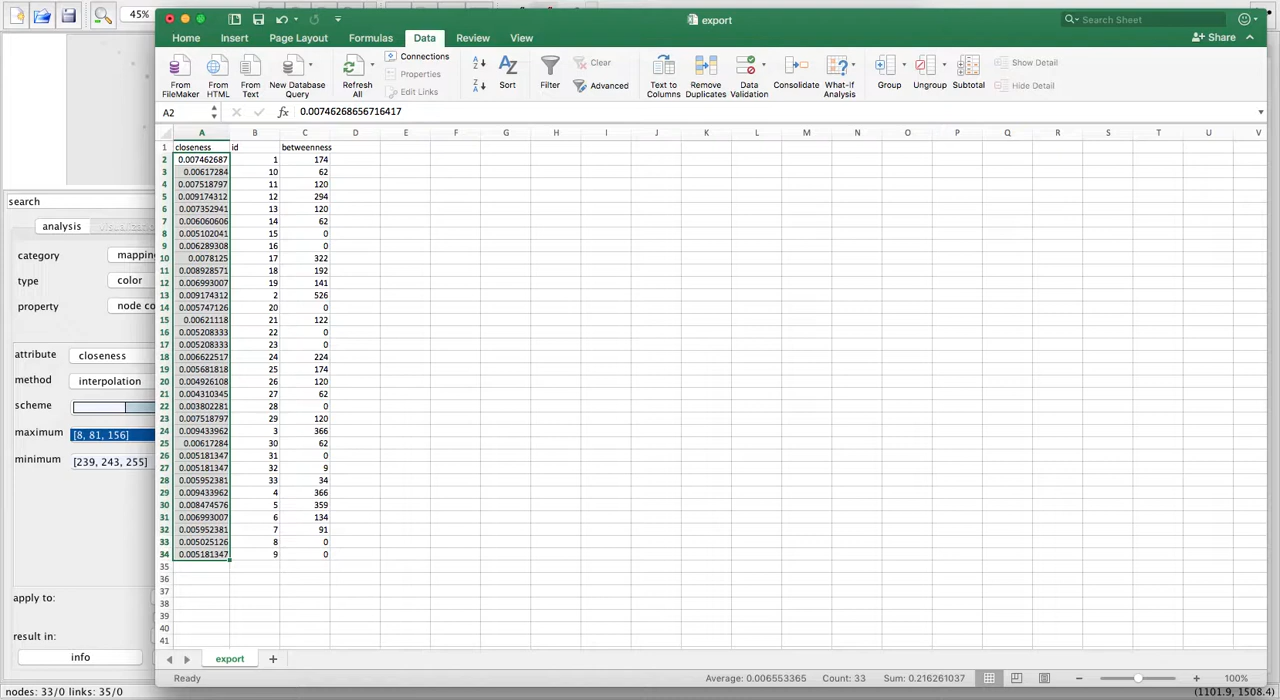 45%
export
Search Sheet
Home Insert Page Layout Formulas Data Review View
Share
From FileMaker
From HTML
From Text
New Database Query
Refresh All
Connections
Properties
Edit Links
Sort
Filter
Clear
Advanced
Text to Columns
Remove Duplicates
Data Validation
Consolidate
What-If Analysis
Group
Ungroup
Subtotal
Show Detail
Hide Detail
A2 fx 0.00746268656716417
A B C D E F G H I J K L M N O P Q R S T U V
1 closeness id betweenness
2 0.007462687 1 174
3 0.00617284 10 62
4 0.007518797 11 120
5 0.009174312 12 294
6 0.007352941 13 120
7 0.006060606 14 62
8 0.005102041 15 0
9 0.006289308 16 0
10 0.0078125 17 322
11 0.008928571 18 192
12 0.006993007 19 141
13 0.009174312 2 526
14 0.005747126 20 0
15 0.00621118 21 122
16 0.005208333 22 0
17 0.005208333 23 0
18 0.006622517 24 224
19 0.005681818 25 174
20 0.004926108 26 120
21 0.004310345 27 62
22 0.003802281 28 0
23 0.007518797 29 120
24 0.009433962 3 366
25 0.00617284 30 62
26 0.005181347 31 0
27 0.005181347 32 9
28 0.005952381 33 34
29 0.009433962 4 366
30 0.008474576 5 359
31 0.006993007 6 134
32 0.005952381 7 91
33 0.005025126 8 0
34 0.005181347 9 0
35
36
37
38
39
40
41
search
analysis
category mapping
type color
property node co
attribute closeness
method interpolation
scheme
maximum [8, 81, 156]
minimum [239, 243, 255]
apply to:
result in:
info
export
Ready Average: 0.006553365 Count: 33 Sum: 0.216261037 100%
nodes: 33/0 links: 35/0 (1101.9, 1508.4)